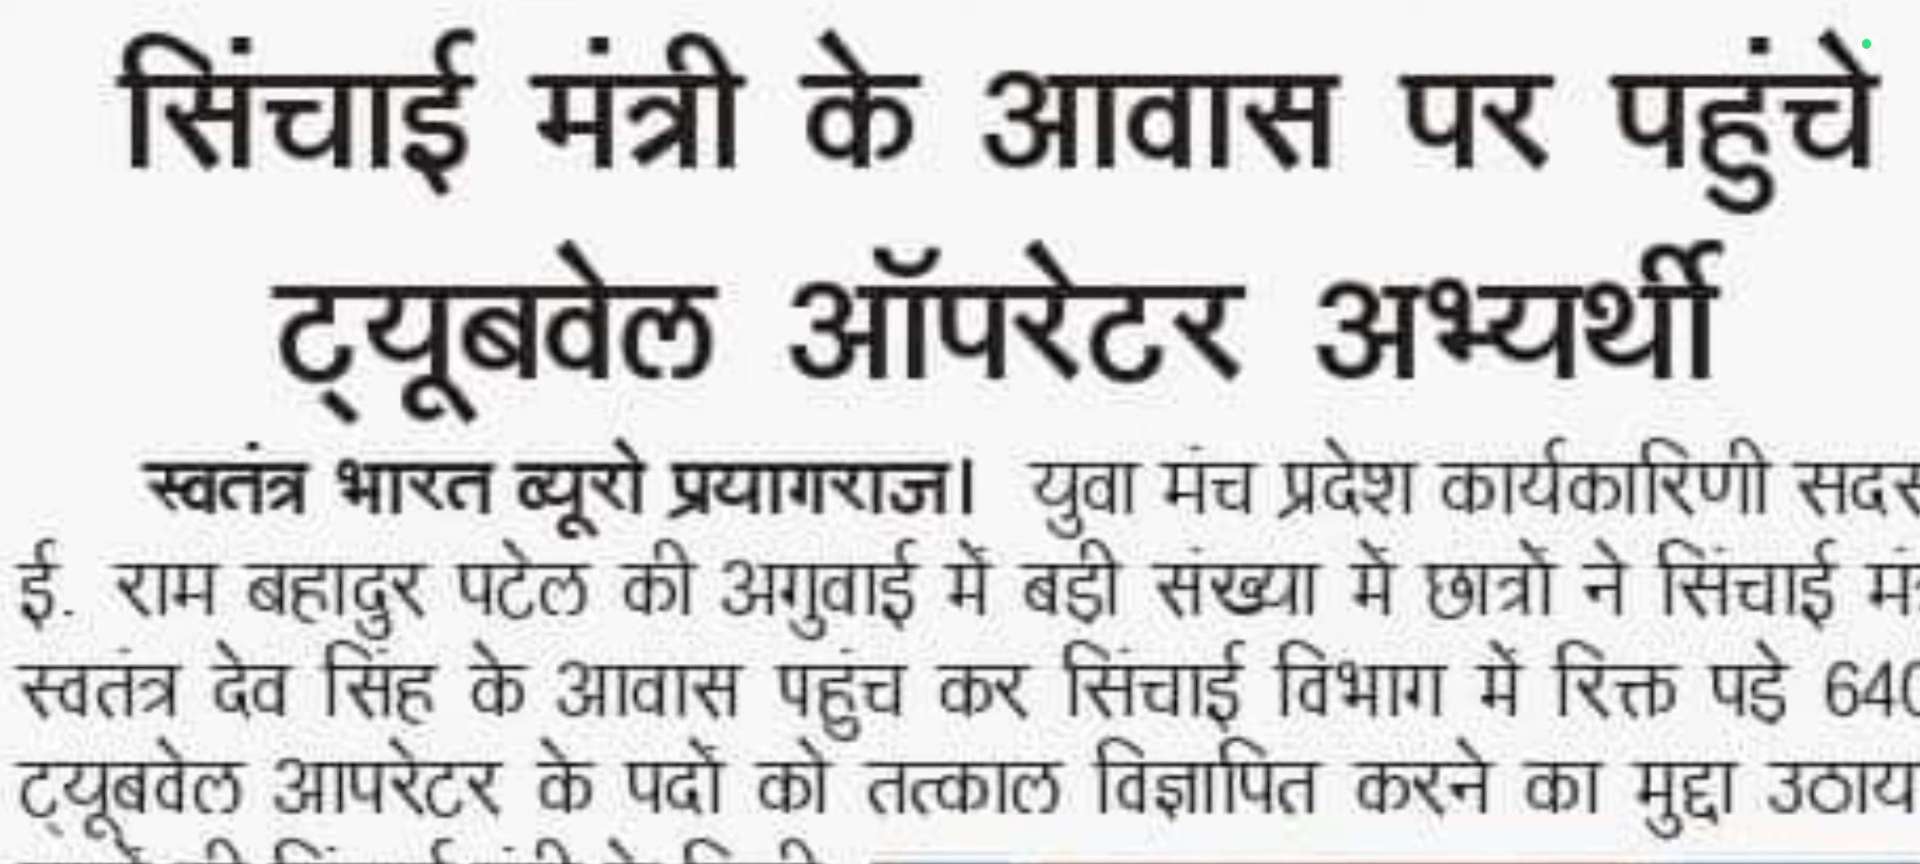 सिंचाई मंत्री के आवास पर पहुंचे
ट्यूबवेल ऑपरेटर अभ्यर्थी
स्वतंत्र भारत ब्यूरो प्रयागराज। युवा मंच प्रदेश कार्यकारिणी
ई. राम बहादुर पटेल की अगुवाई में बड़ी संख्या में छात्रों ने सिंचाई
स्वतंत्र देव सिंह के आवास पहुंच कर सिंचाई विभाग में रिक्त पड़े
ट्यूबवेल आपरेटर के पदों को तत्काल विज्ञापित करने का मुद्दा